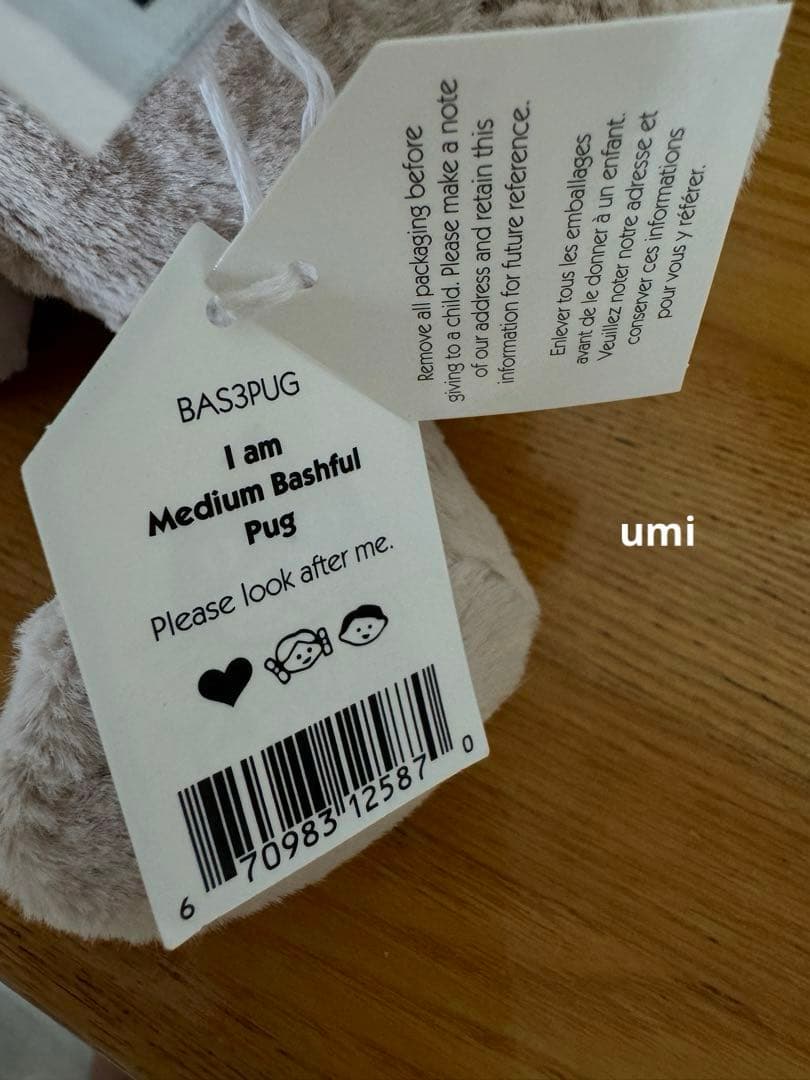 Remove all packaging before
giving to a child. Please make a note
of our address and retain this
information for future reference.
Enlever tous les emballages
avant de le donner à un enfant.
Veuillez noter notre adresse et
conserver ces informations
pour vous y référer.
BAS3PUG
I am
Medium Bashful
Pug
Please look after me.
6 70983 12587 0
umi